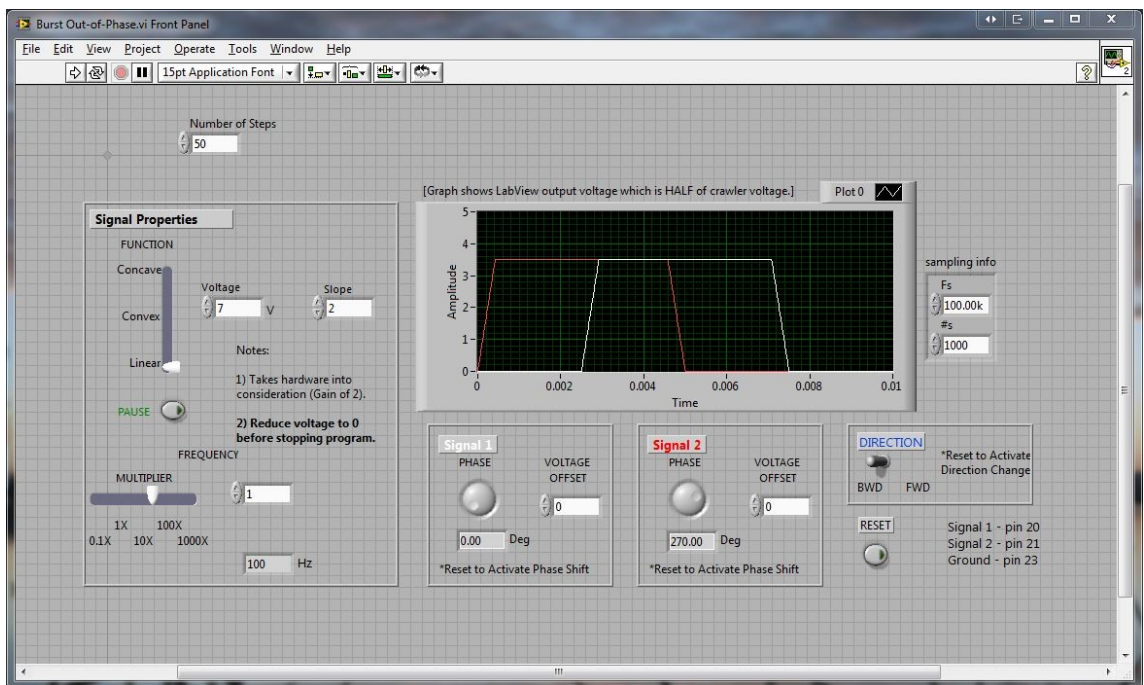 Burst Out-of-Phase.vi Front Panel
File Edit View Project Operate Tools Window Help
15pt Application Font
2
Number of Steps
50
[Graph shows LabView output voltage which is HALF of crawler voltage.]
Plot 0
Signal Properties
FUNCTION
Concave
Convex
Linear
Voltage
7 V
Slope
2
Notes:
1) Takes hardware into
consideration (Gain of 2).
2) Reduce voltage to 0
before stopping program.
PAUSE
FREQUENCY
MULTIPLIER
1
1X 100X
0.1X 10X 1000X
100 Hz
Amplitude
5
4
3
2
1
0
0 0.002 0.004 0.006 0.008 0.01
Time
sampling info
Fs
100.00k
#s
1000
Signal 1
PHASE
VOLTAGE
OFFSET
0
0.00 Deg
*Reset to Activate Phase Shift
Signal 2
PHASE
VOLTAGE
OFFSET
0
270.00 Deg
*Reset to Activate Phase Shift
DIRECTION
BWD FWD
*Reset to Activate
Direction Change
RESET
Signal 1 - pin 20
Signal 2 - pin 21
Ground - pin 23